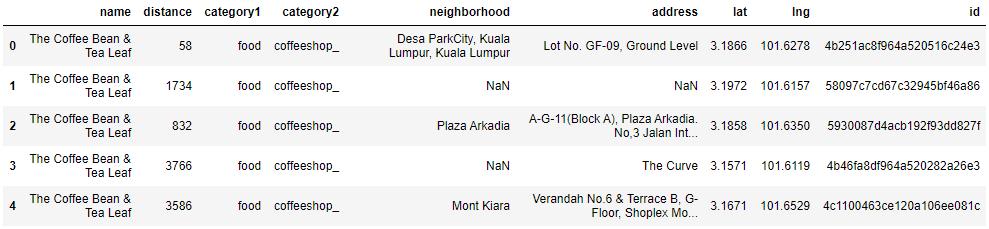 name distance category1 category2 neighborhood address lat lng id
0 The Coffee Bean & Tea Leaf 58 food coffeeshop_ Desa ParkCity, Kuala Lumpur, Kuala Lumpur Lot No. GF-09, Ground Level 3.1866 101.6278 4b251ac8f964a520516c24e3
1 The Coffee Bean & Tea Leaf 1734 food coffeeshop_ NaN NaN 3.1972 101.6157 58097c7cd67c32945bf46a86
2 The Coffee Bean & Tea Leaf 832 food coffeeshop_ Plaza Arkadia A-G-11(Block A), Plaza Arkadia. No,3 Jalan Int... 3.1858 101.6350 5930087d4acb192f93dd827f
3 The Coffee Bean & Tea Leaf 3766 food coffeeshop_ NaN The Curve 3.1571 101.6119 4b46fa8df964a520282a26e3
4 The Coffee Bean & Tea Leaf 3586 food coffeeshop_ Mont Kiara Verandah No.6 & Terrace B, G-Floor, Shoplex Mo... 3.1671 101.6529 4c1100463ce120a106ee081c